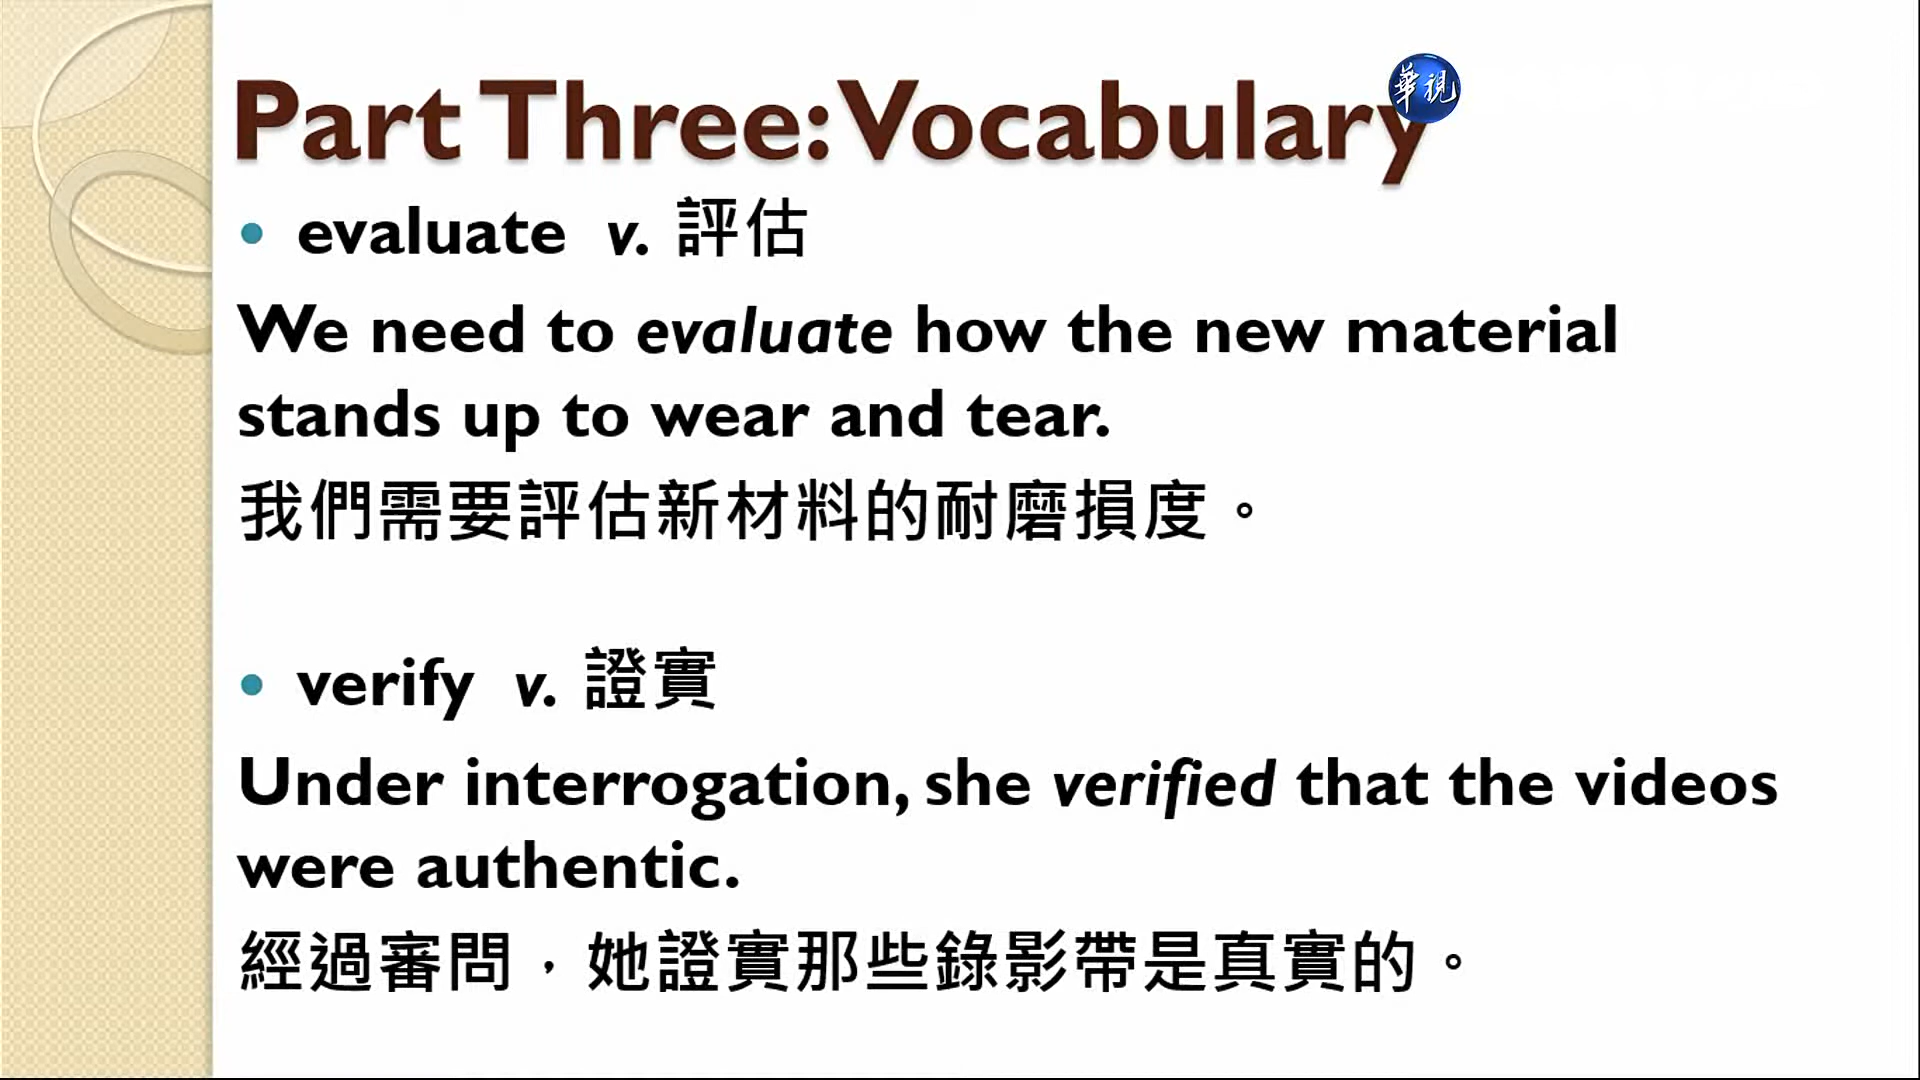 Part Three: Vocabulary
華視
• evaluate v. 評估
We need to evaluate how the new material
stands up to wear and tear.
我們需要評估新材料的耐磨損度。
• verify v. 證實
Under interrogation, she verified that the videos
were authentic.
經過審問，她證實那些錄影帶是真實的。